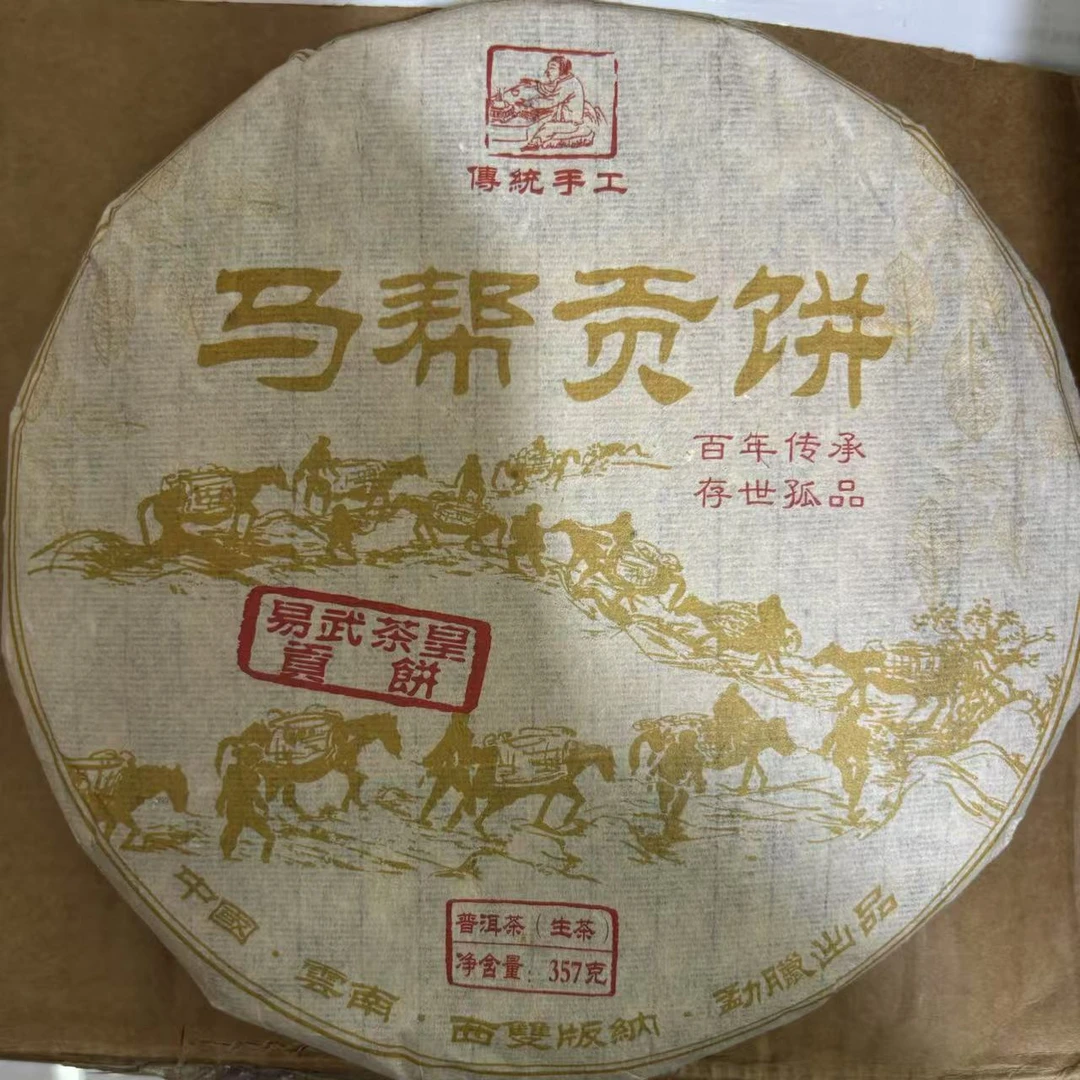 傳統手工
马帮贡饼
百年传承
存世孤品
易武茶皇
貢餅
普洱茶（生茶）
净含量：357克
中國·雲南·西雙版納·勐臘出品